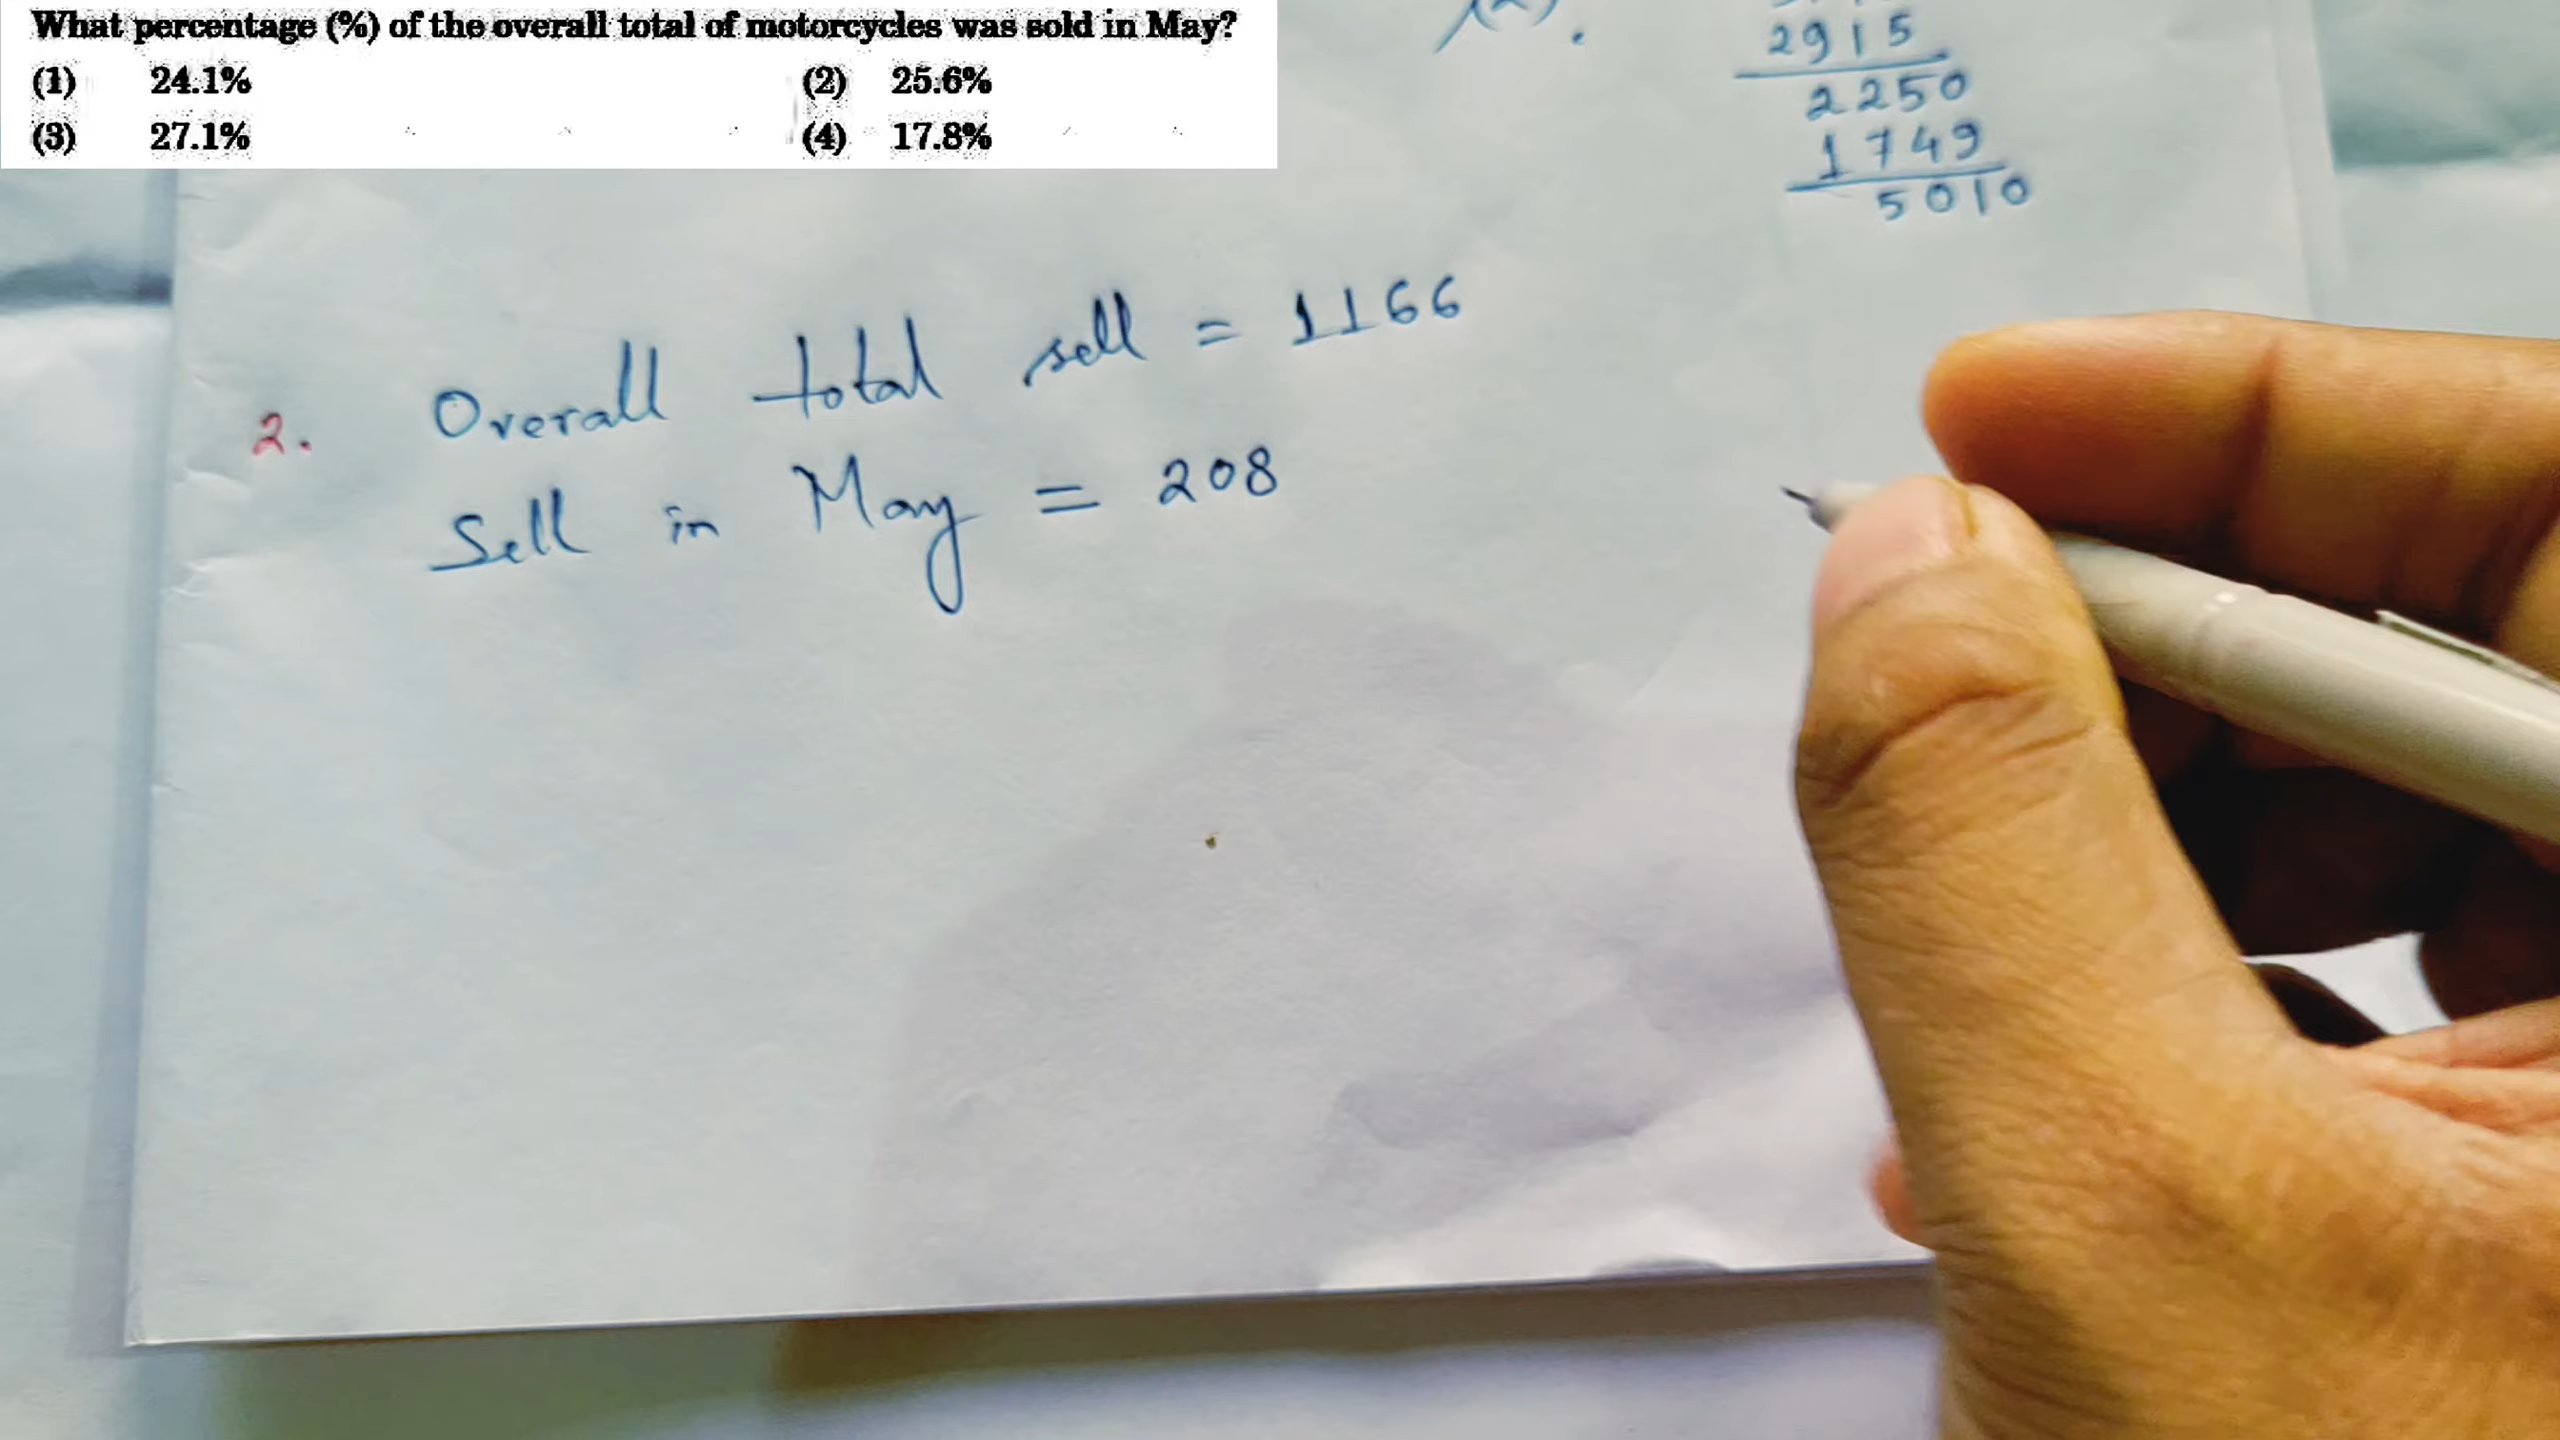 What percentage (%) of the overall total of motorcycles was sold in May?
(1) 24.1% (2) 25.6%
(3) 27.1% (4) 17.8%
2915
2250
1749
5010
2. Overall total sell = 1166
Sell in May = 208